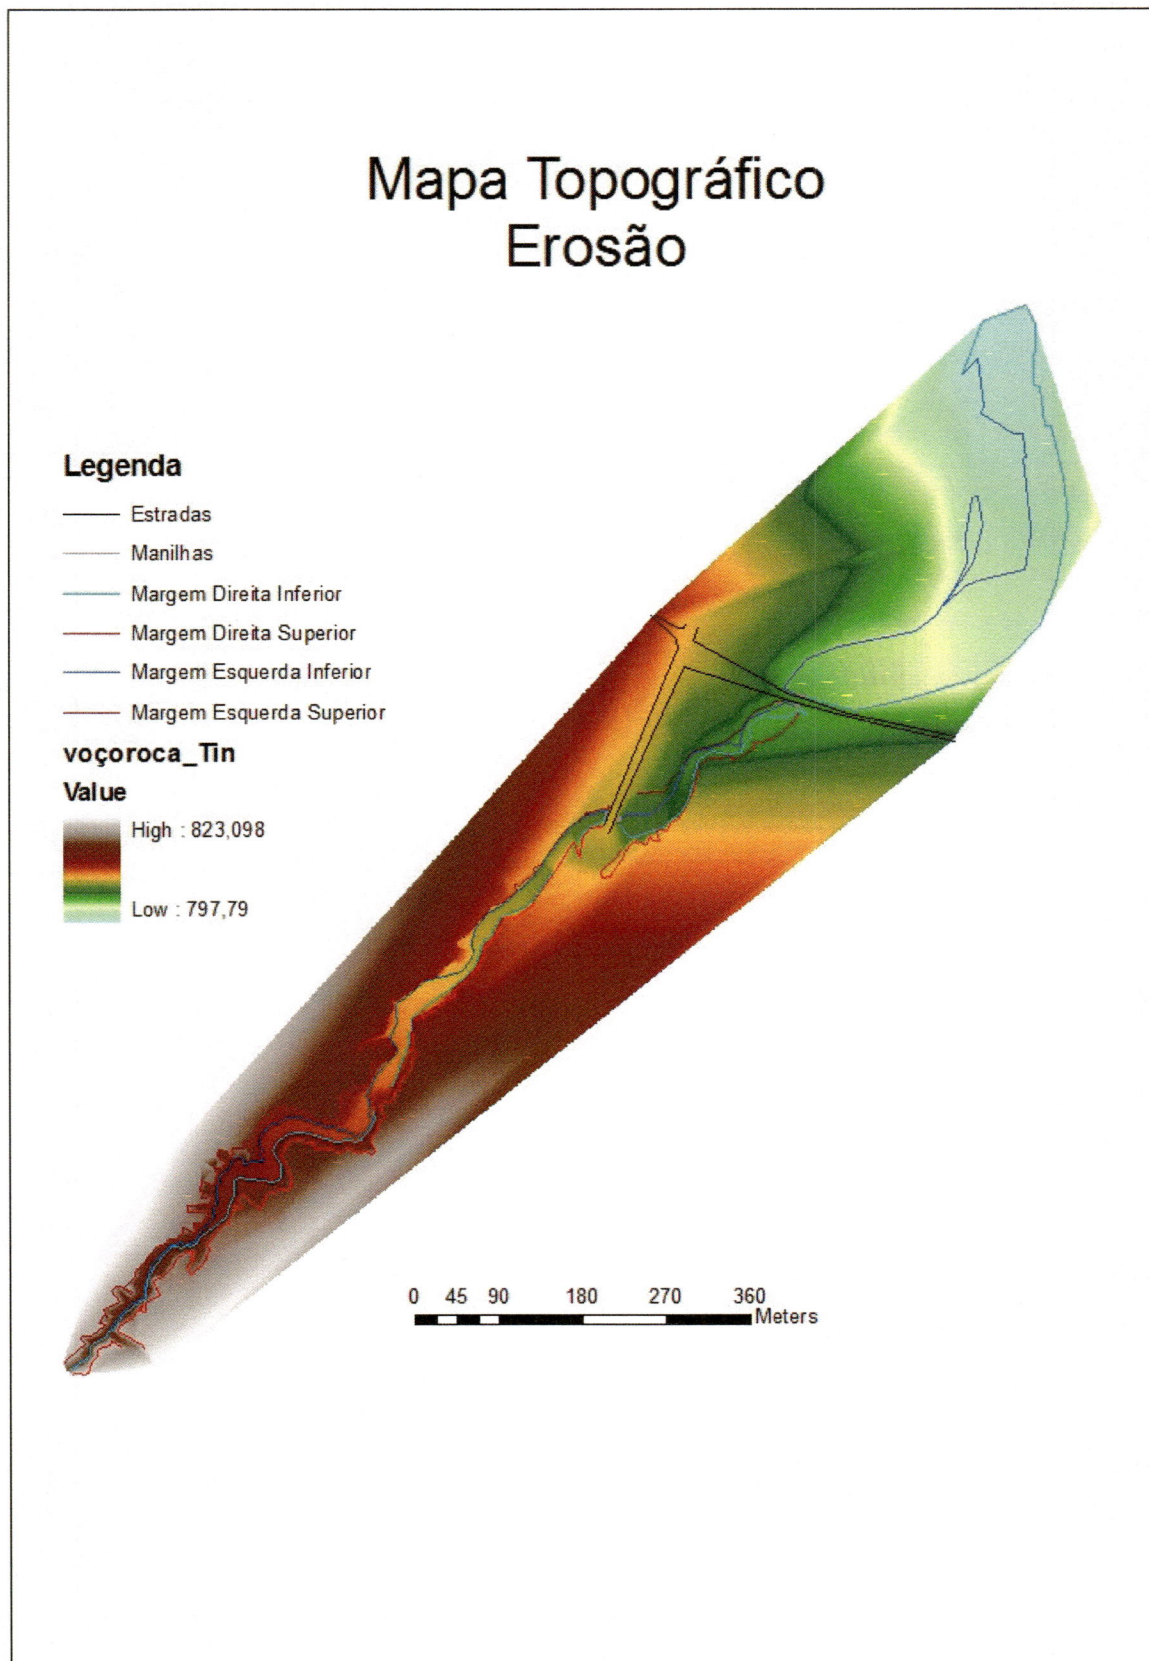 Mapa Topográfico
Erosão
Legenda
Estradas
Manilhas
Margem Direita Inferior
Margem Direita Superior
Margem Esquerda Inferior
Margem Esquerda Superior
voçoroca_Tin
Value
High : 823,098
Low : 797,79
0 45 90 180 270 360
Meters